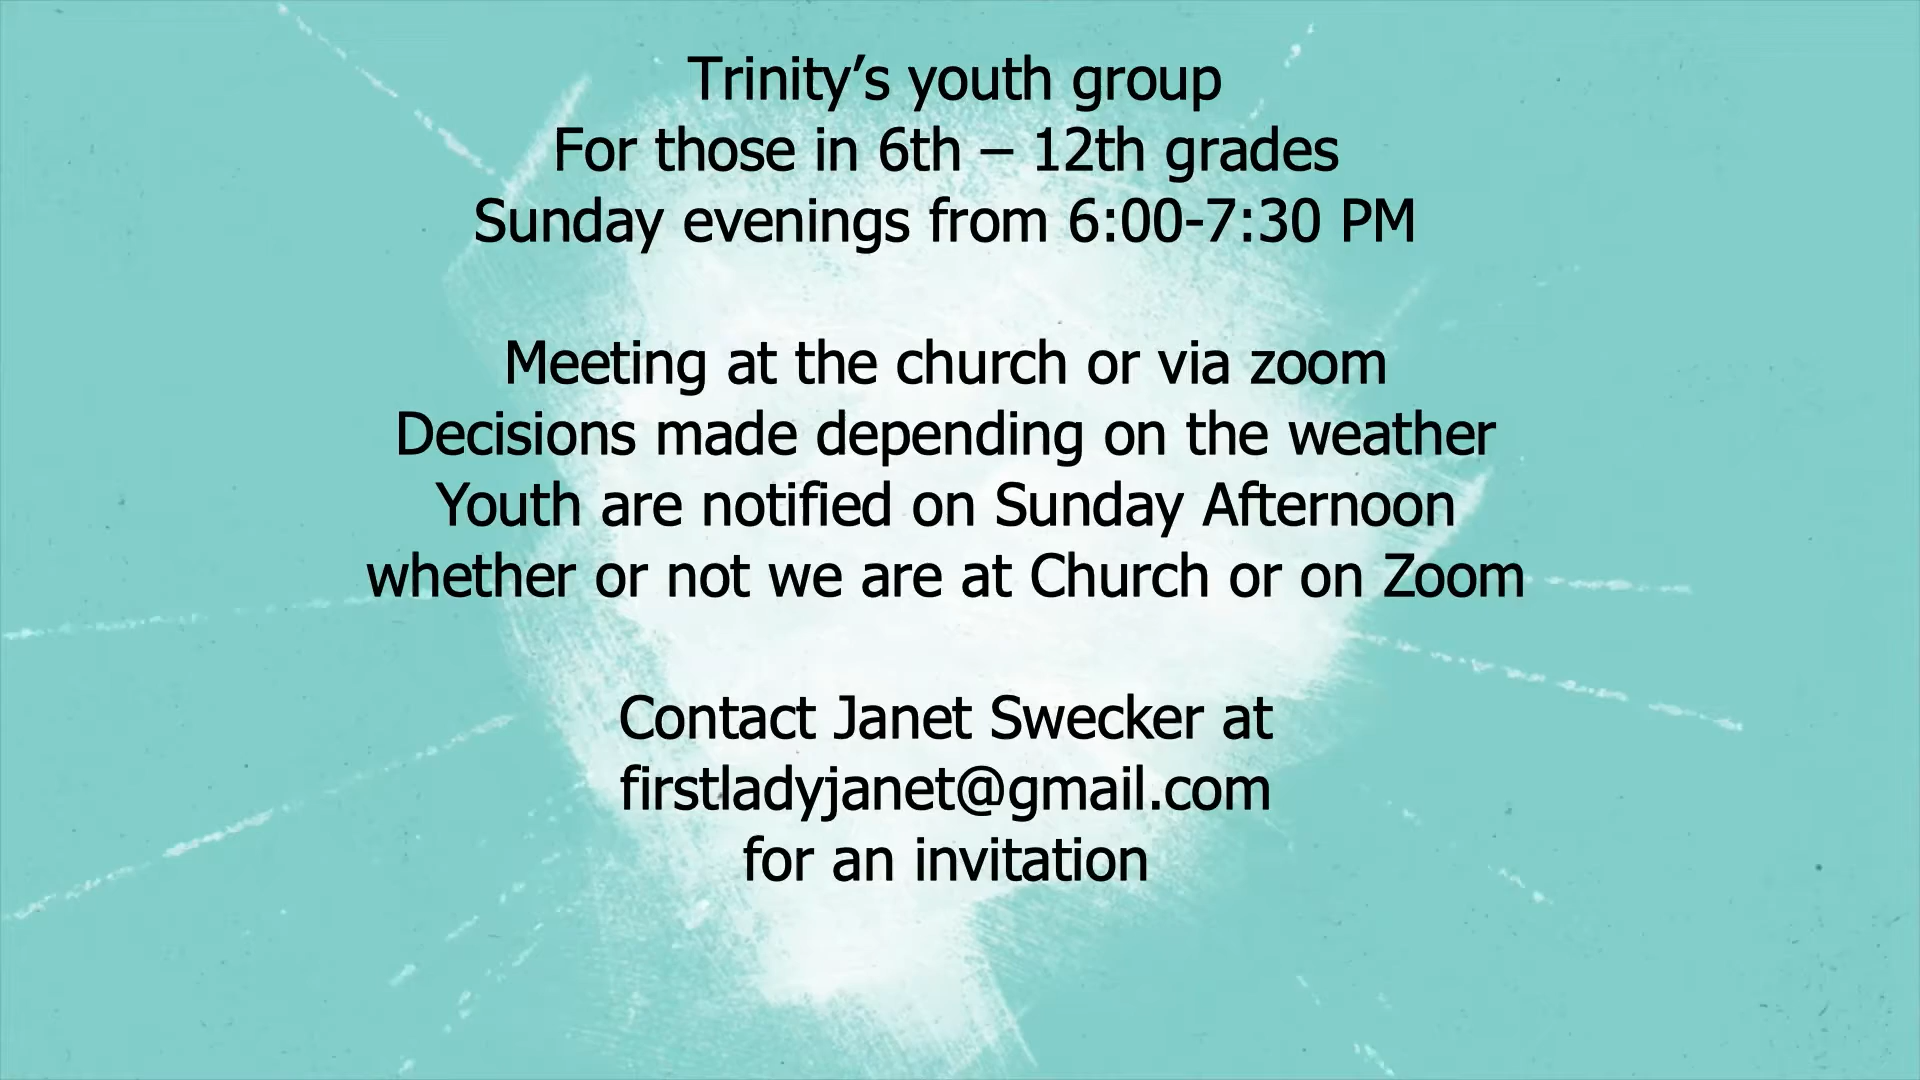 Trinity’s youth group
For those in 6th – 12th grades
Sunday evenings from 6:00-7:30 PM
Meeting at the church or via zoom
Decisions made depending on the weather
Youth are notified on Sunday Afternoon
whether or not we are at Church or on Zoom
Contact Janet Swecker at
firstladyjanet@gmail.com
for an invitation